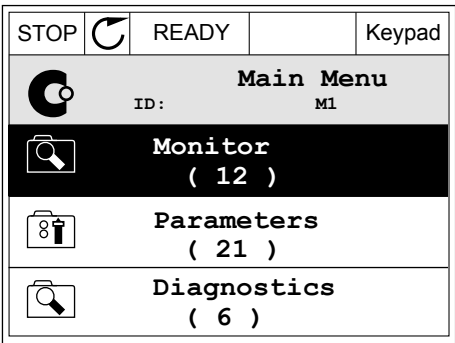 STOP READY Keypad
Main Menu
ID: M1
Monitor
( 12 )
Parameters
( 21 )
Diagnostics
( 6 )